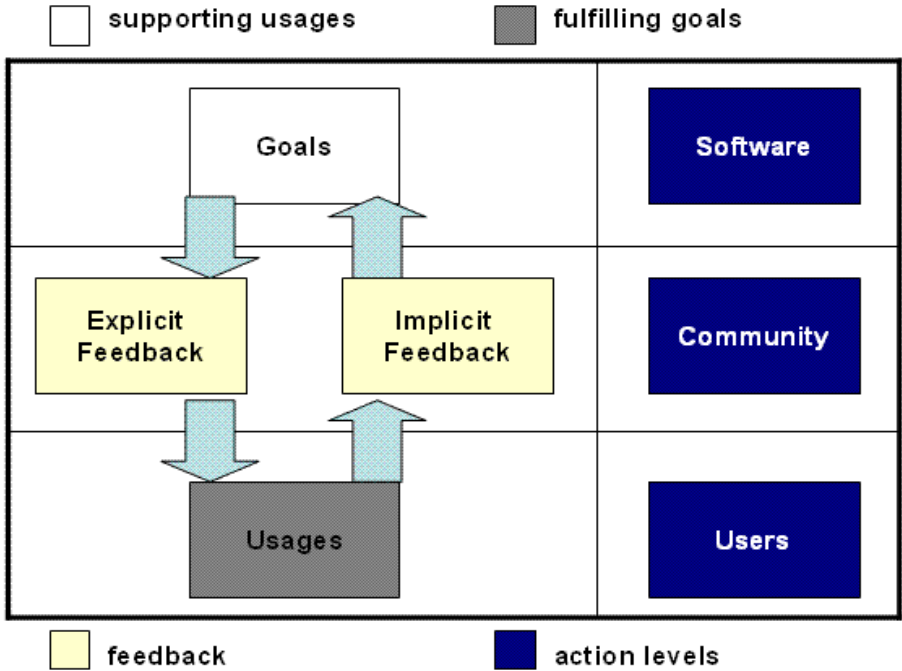 supporting usages
fulfilling goals
Goals
Software
Explicit
Feedback
Implicit
Feedback
Community
Usages
Users
feedback
action levels